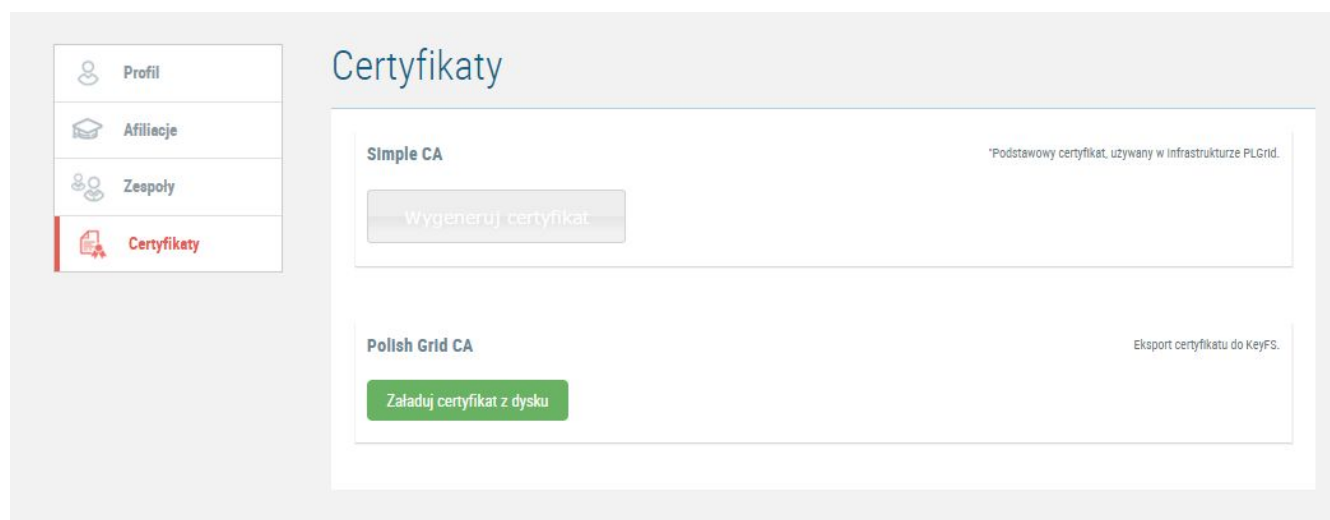 Profil
Afiliacje
Zespoły
Certyfikaty
Certyfikaty
Simple CA
*Podstawowy certyfikat, używany w infrastrukturze PLGrid.
Wygeneruj certyfikat
Polish Grid CA
Eksport certyfikatu do KeyFS.
Załaduj certyfikat z dysku